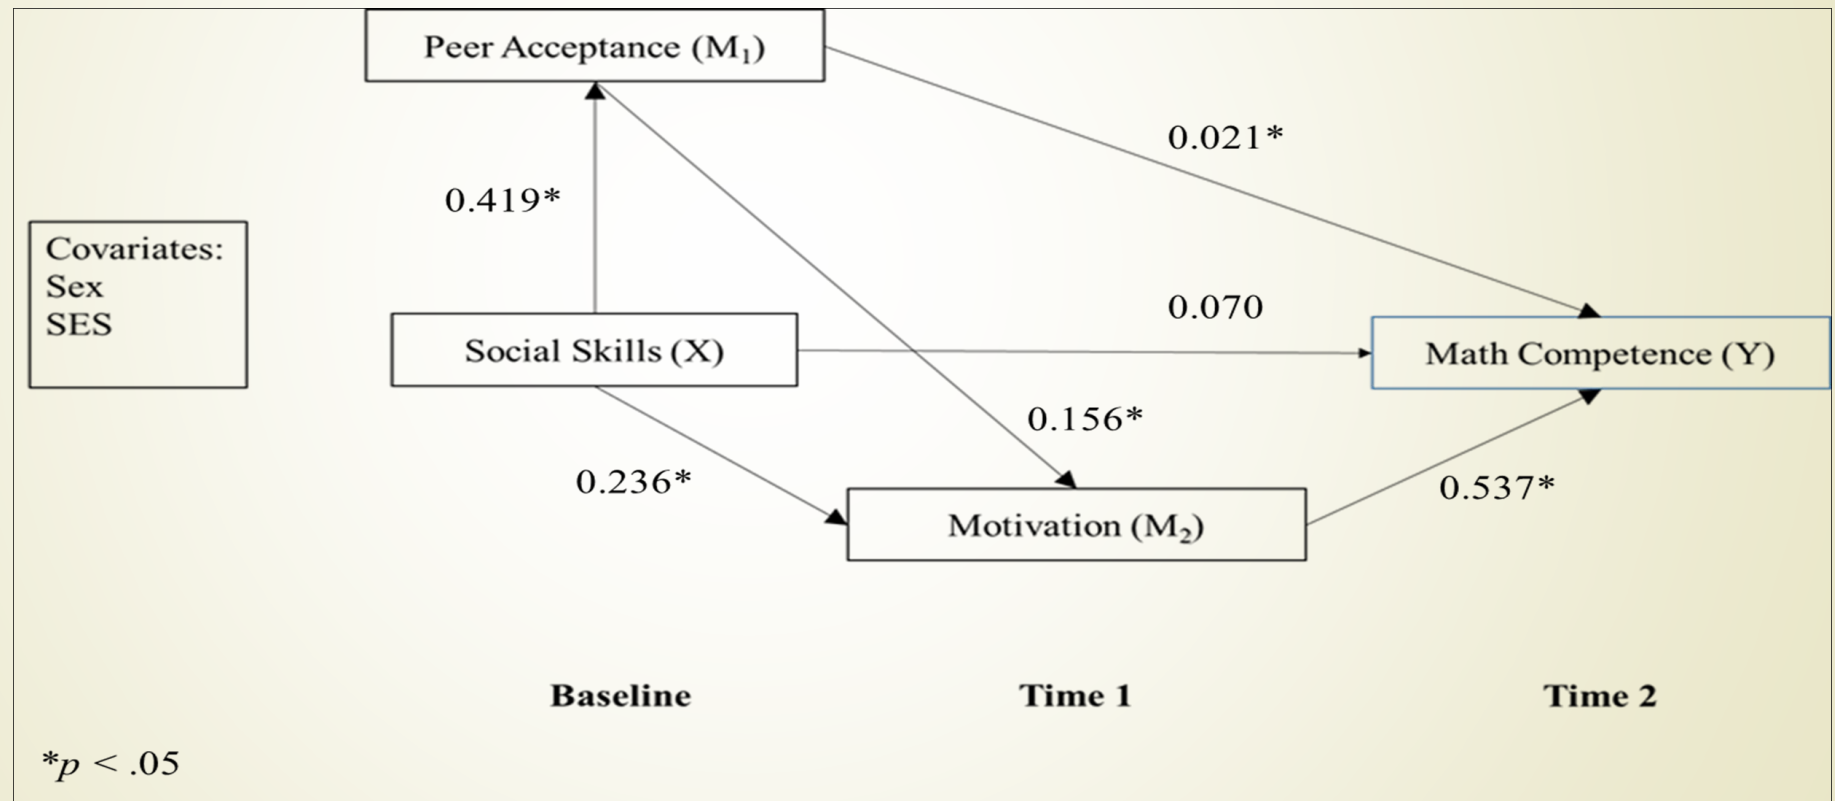 Peer Acceptance (M₁)
0.021*
0.419*
Covariates:
Sex
SES
0.070
Social Skills (X)
Math Competence (Y)
0.156*
0.236*
0.537*
Motivation (M₂)
Baseline
Time 1
Time 2
*p < .05